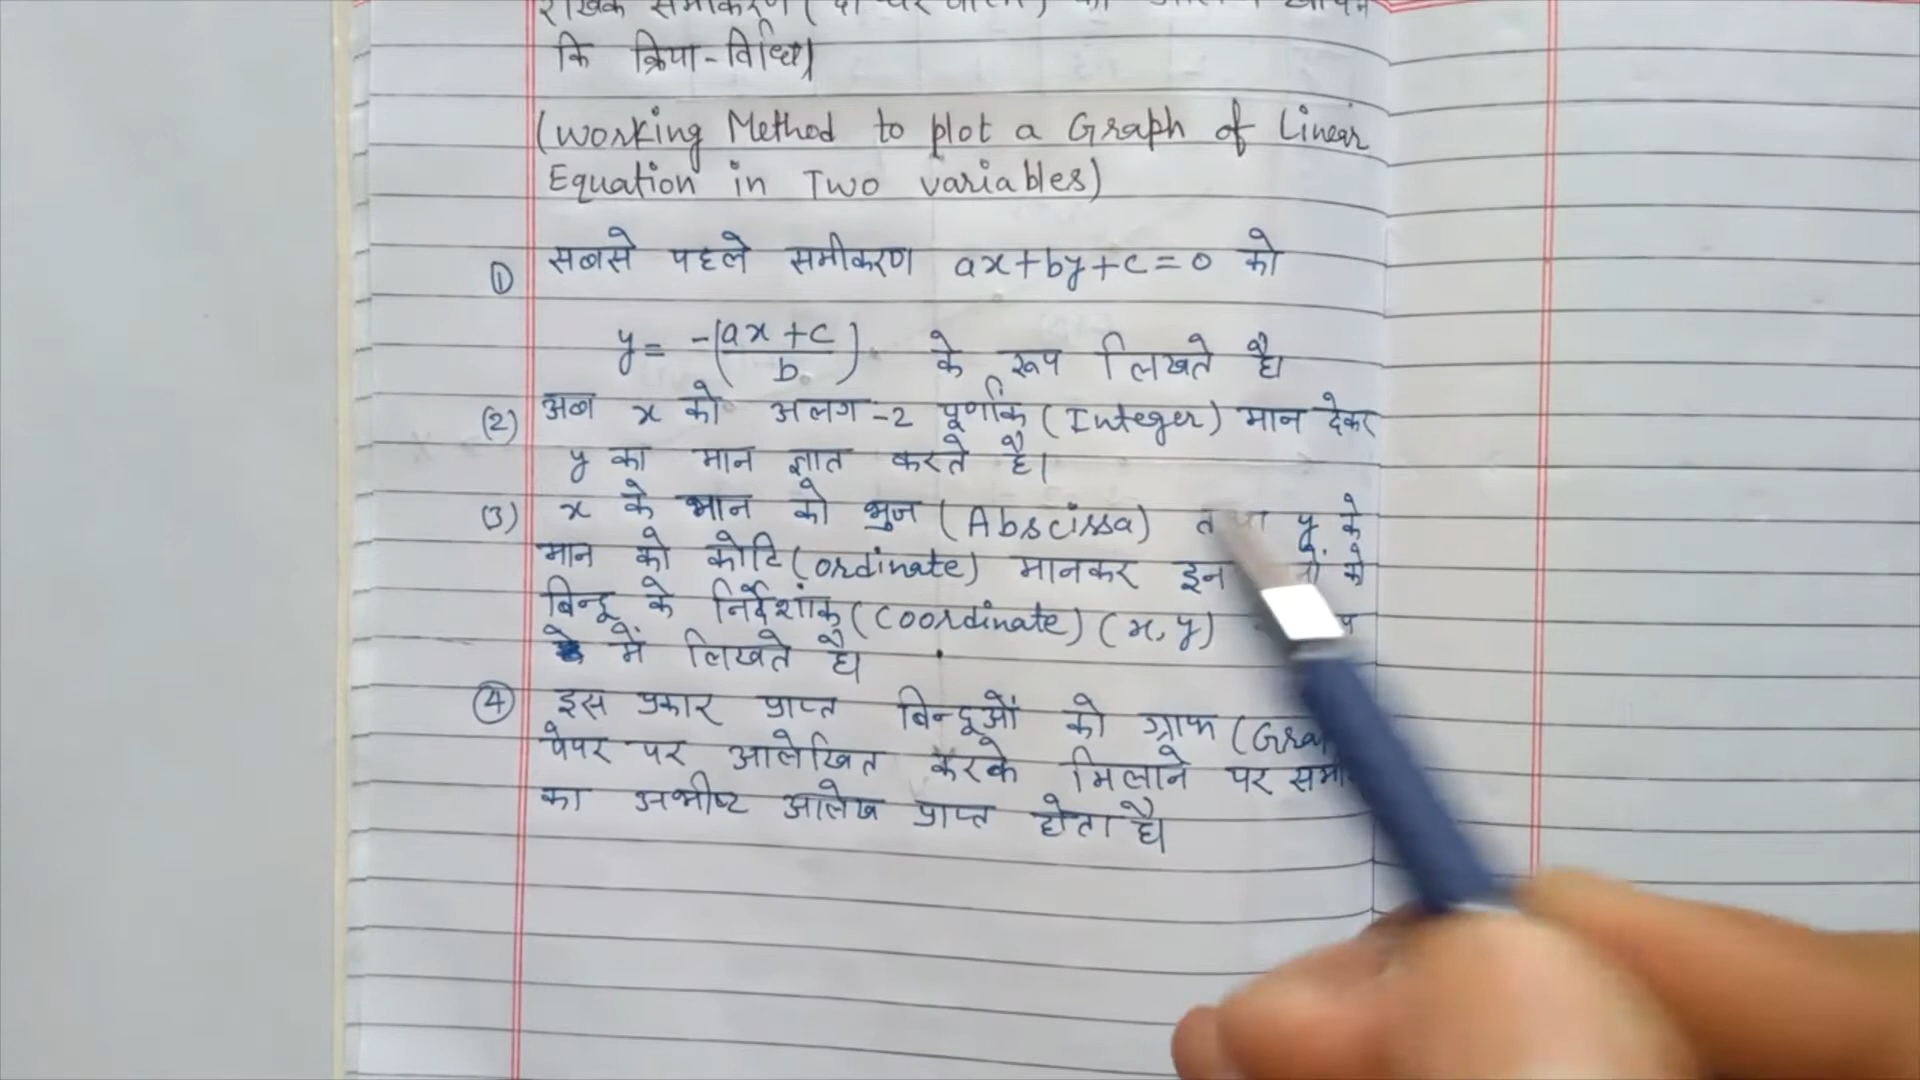 कि क्रिया-विधि)
(Working Method to plot a Graph of Linear
Equation in Two variables)
① सबसे पहले समीकरण ax+by+c=0 को
y= -(ax+c/b) के रूप लिखते है।
(2) अब x को अलग-2 पूर्णांक (Integer) मान देकर
y का मान ज्ञात करते है।
(3) x के मान को भुज (Abscissa) y के
मान को कोटि (ordinate) मानकर इन को
बिन्दू के निर्देशांक (Coordinate) (x, y)
में लिखते है।
④ इस प्रकार प्राप्त बिन्दूओं को ग्राफ
पेपर पर आलेखित करके मिलाने पर
का अभीष्ट आलेख प्राप्त होता है।